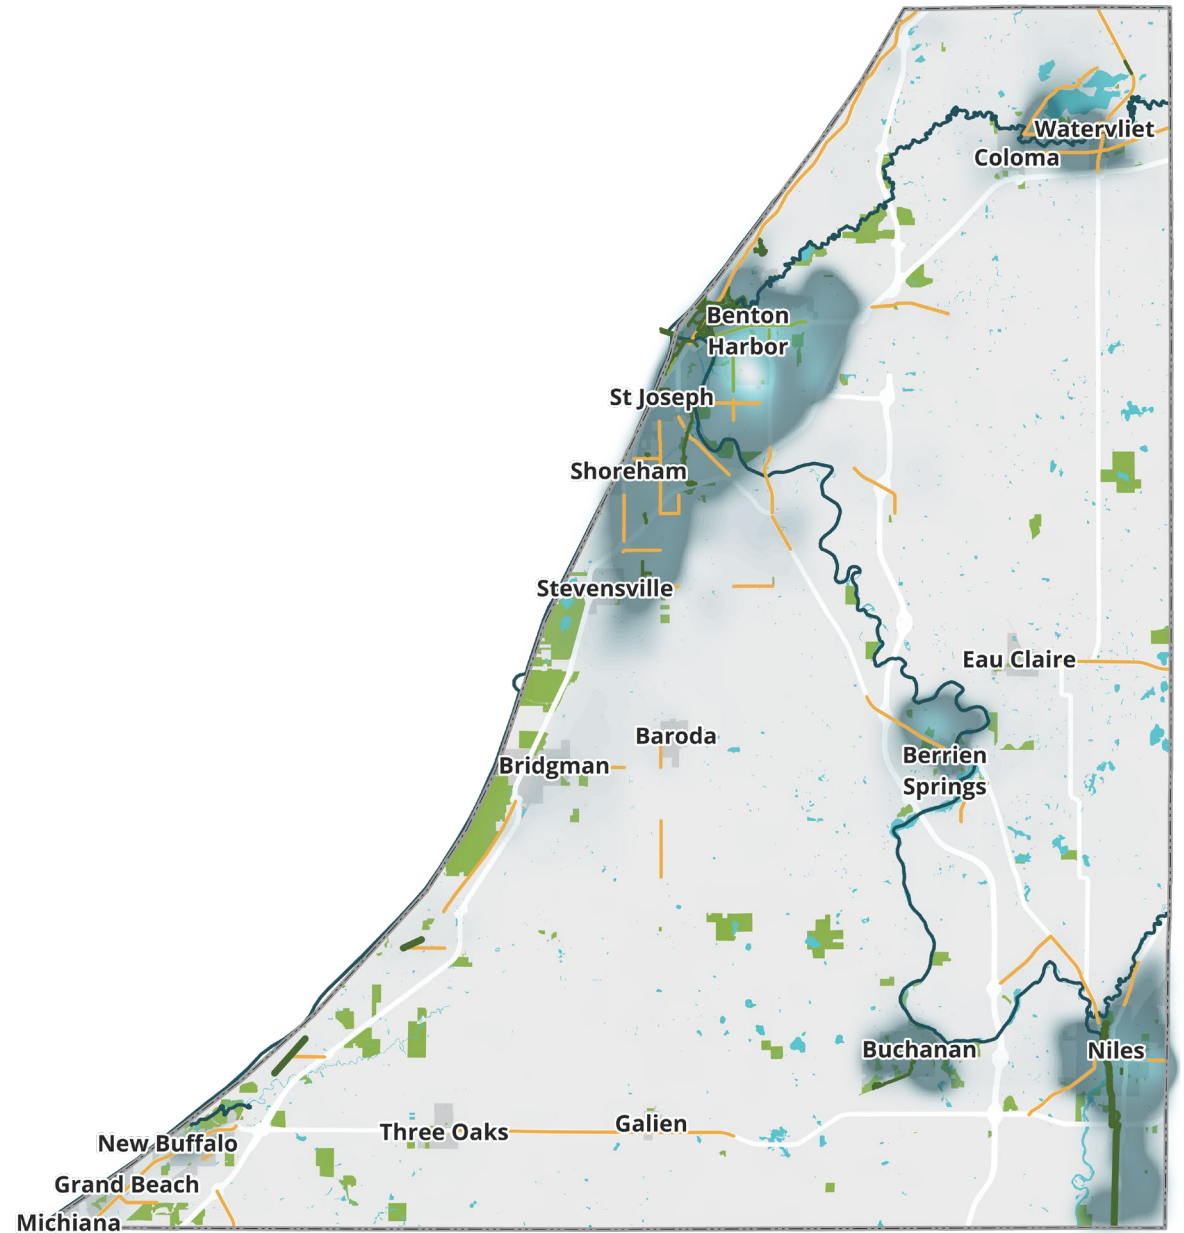 Watervliet
Coloma
Benton
Harbor
St Joseph
Shoreham
Stevensville
Eau Claire
Baroda
Bridgman
Berrien
Springs
Buchanan
Niles
Galien
Three Oaks
New Buffalo
Grand Beach
Michiana